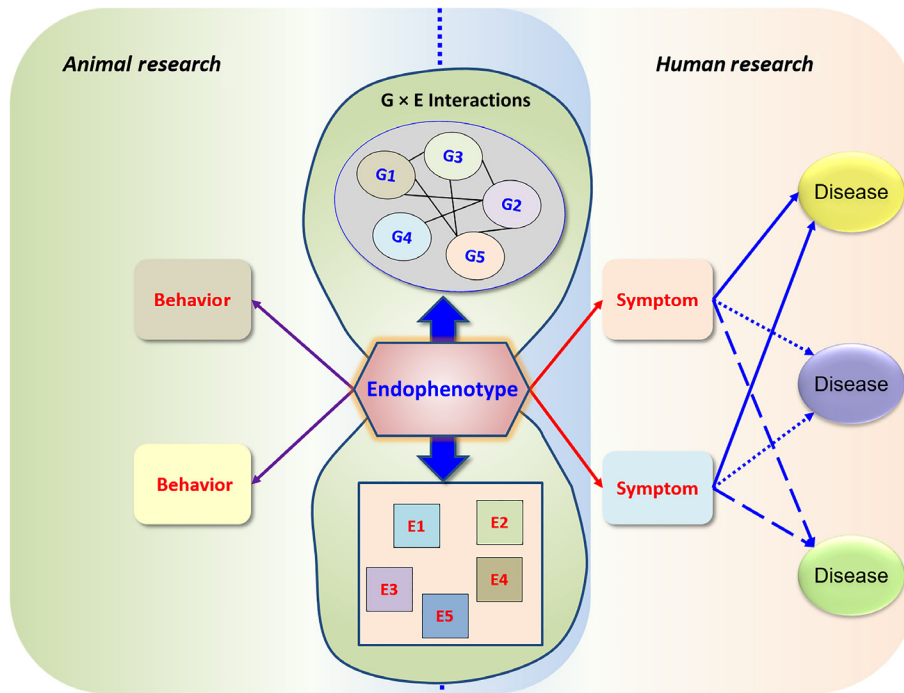 Animal research
Human research
G × E Interactions
G1
G3
G2
G4
G5
Disease
Behavior
Symptom
Endophenotype
Disease
Behavior
Symptom
E1
E2
E3
E4
E5
Disease